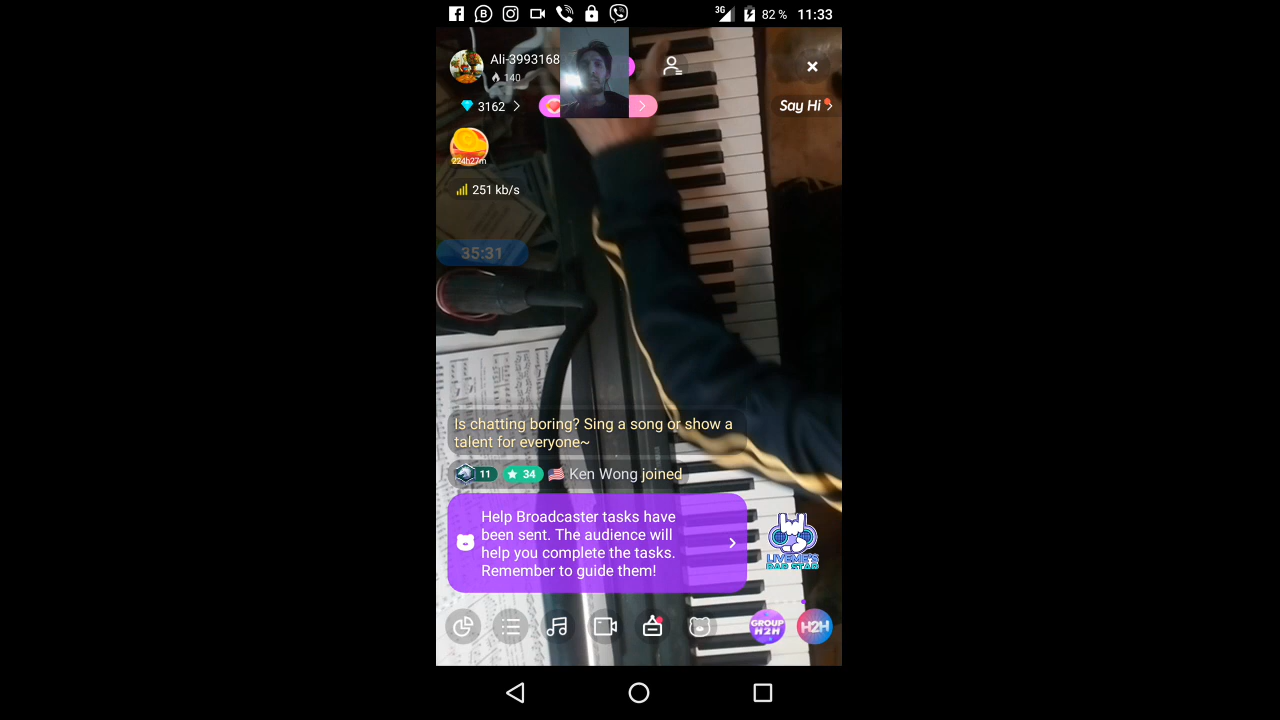 3G
82 %
11:33
Ali-3993168
140
3162
Say Hi
224h27m
251 kb/s
35:31
Is chatting boring? Sing a song or show a
talent for everyone~
11
34
Ken Wong joined
Help Broadcaster tasks have
been sent. The audience will
help you complete the tasks.
Remember to guide them!
LIVEME'S
RAP STAR
GROUP
H2H
H2H